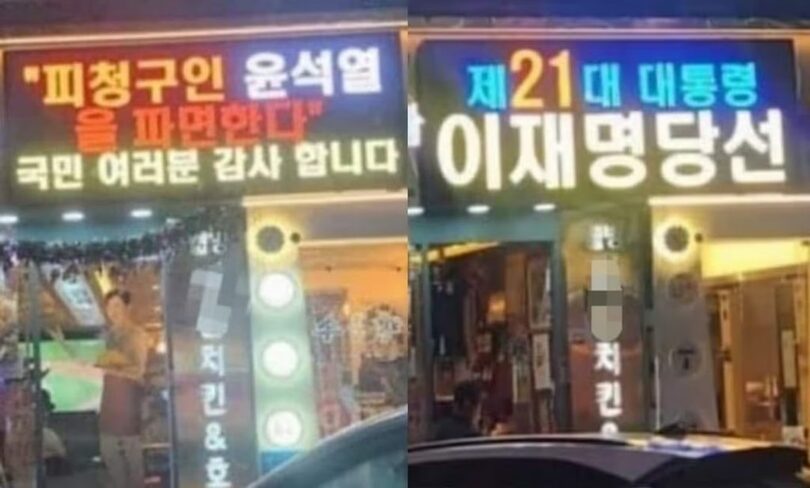 "피청구인 윤석열
을 파면한다"
국민 여러분 감사 합니다
치킨&호
제21대 대통령
이재명당선
치킨&